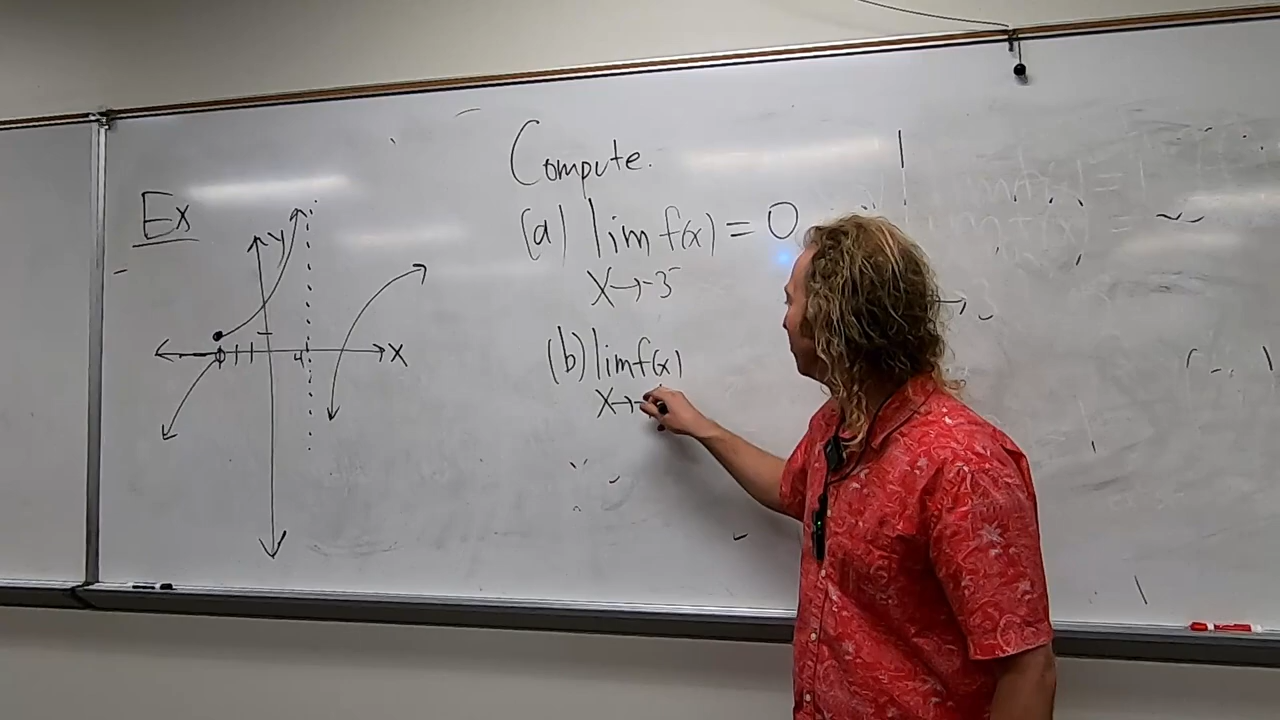 Ex
Y
X
4
Compute.
(a) lim f(x) = 0
X→-3⁻
(b) lim f(x)
X→-